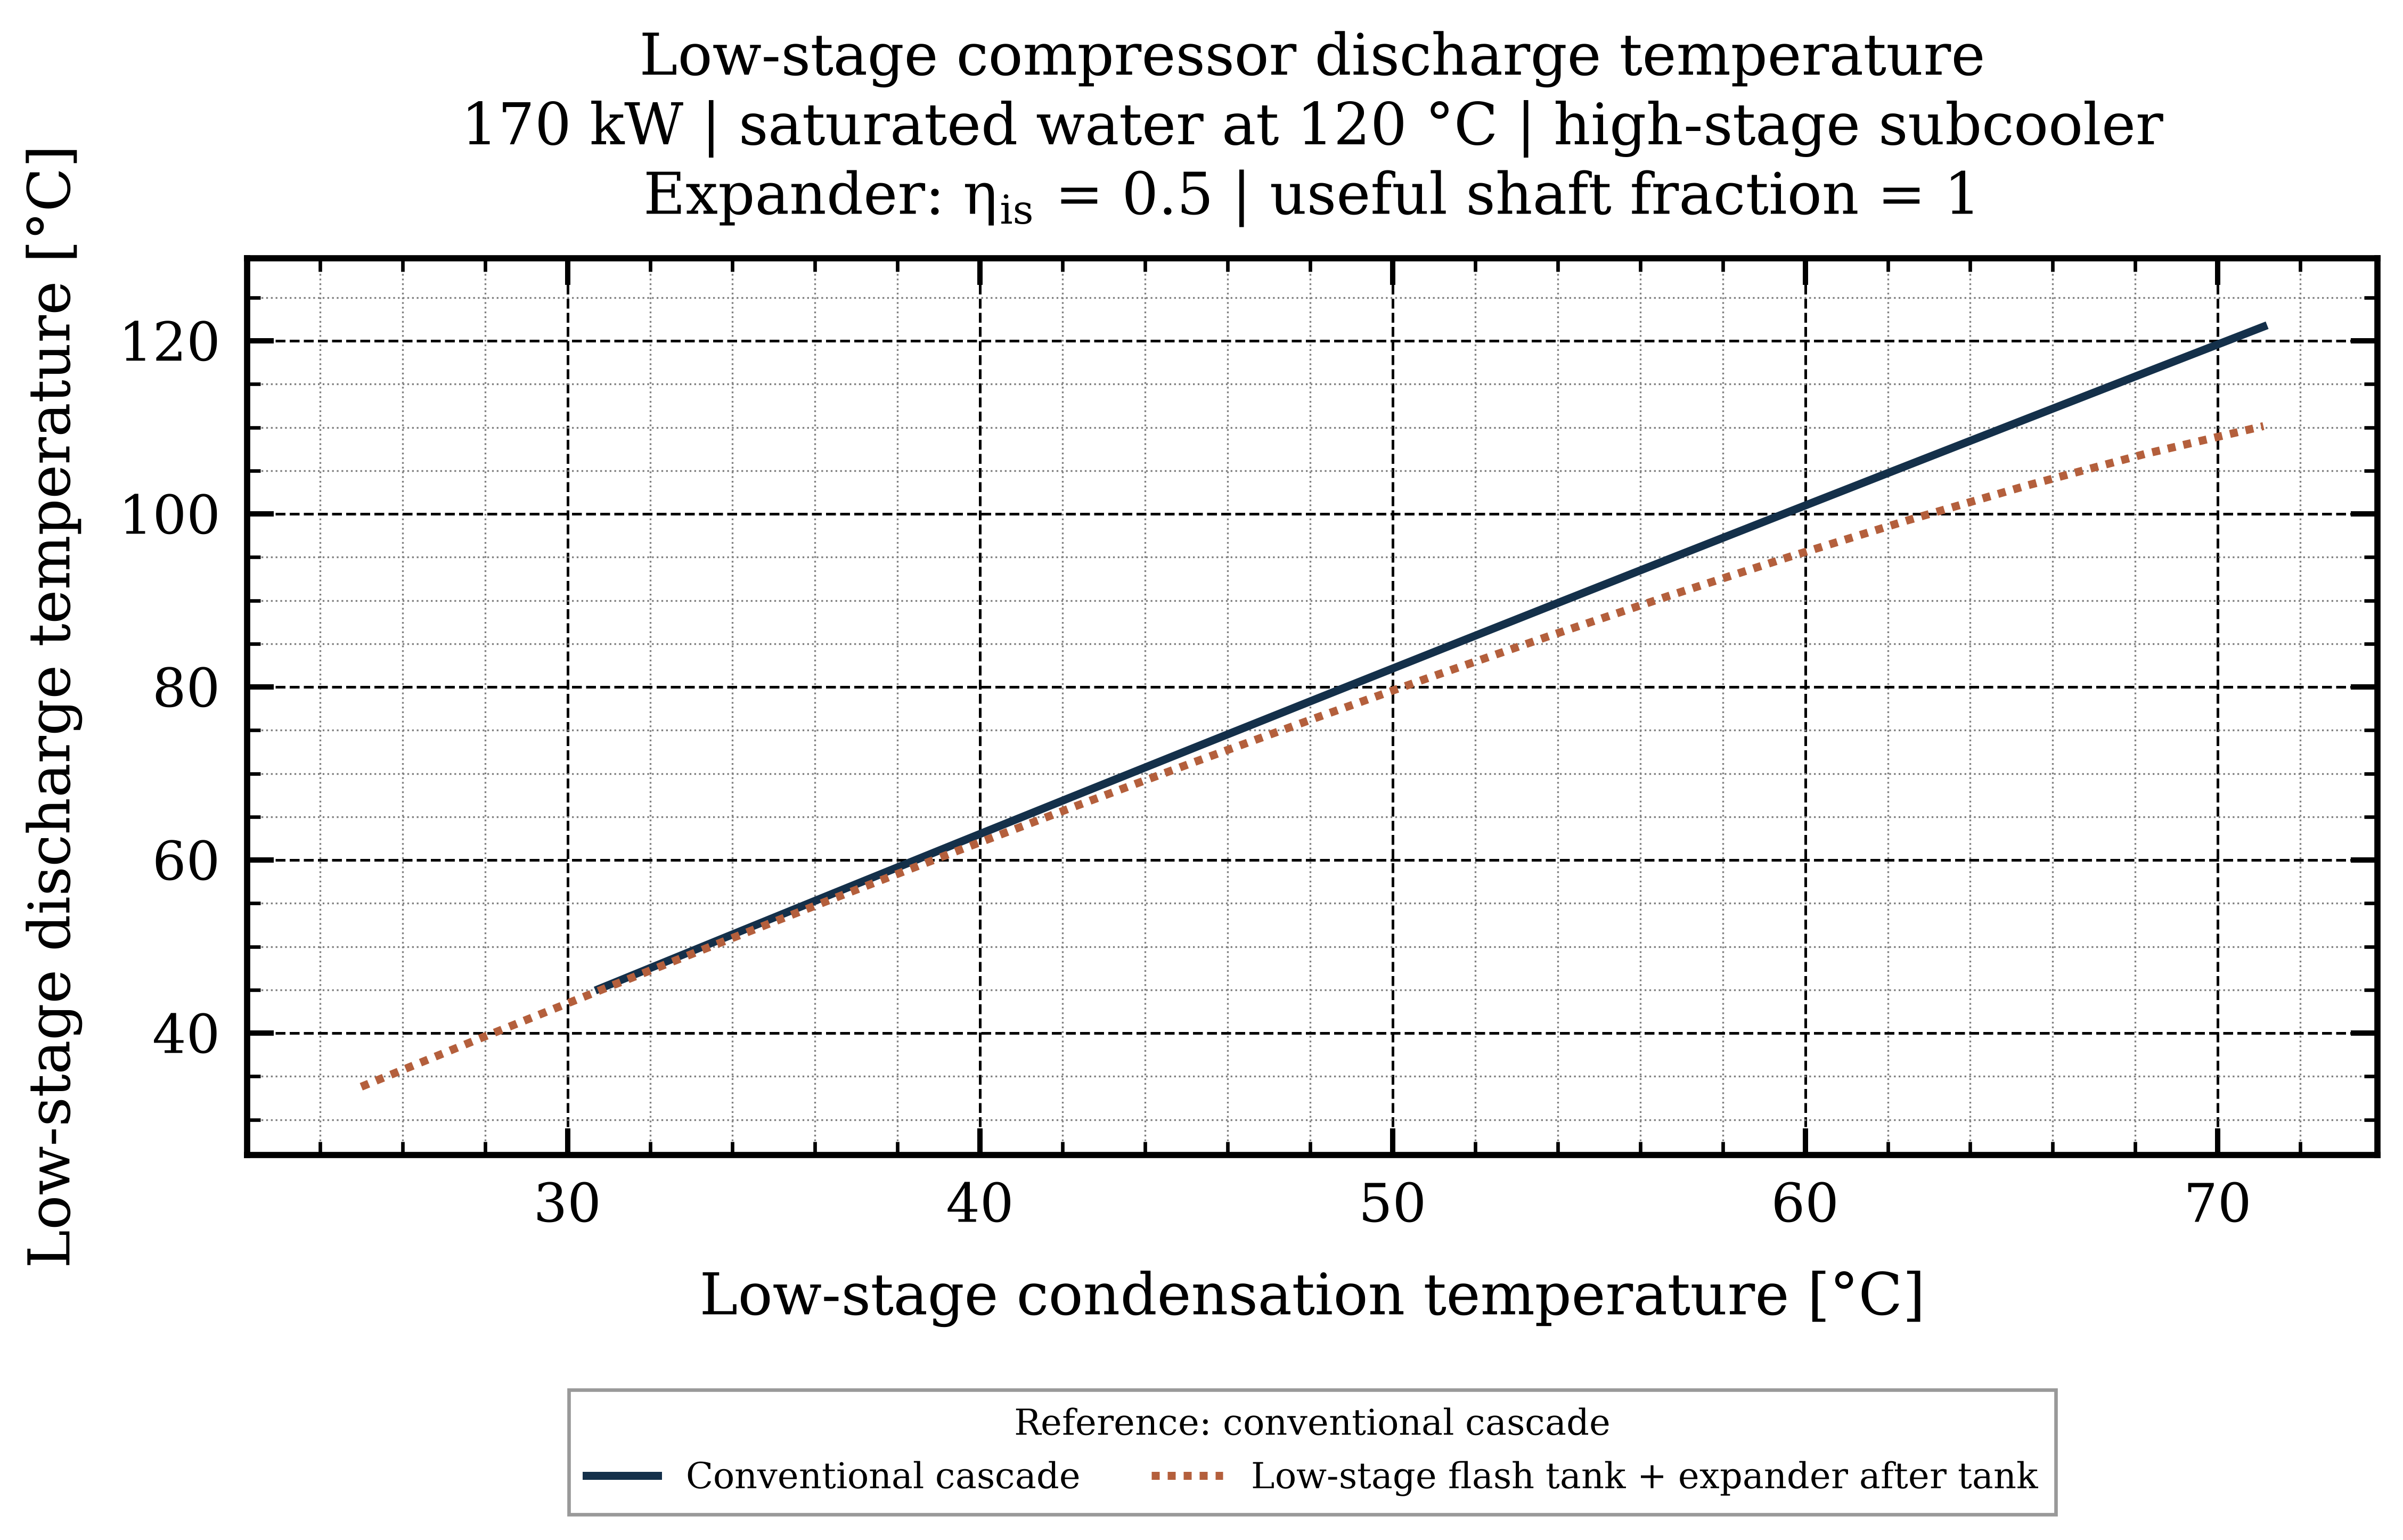 Low-stage compressor discharge temperature
170 kW | saturated water at 120 °C | high-stage subcooler
Expander: ηis = 0.5 | useful shaft fraction = 1
Low-stage discharge temperature [°C]
120
100
80
60
40
30 40 50 60 70
Low-stage condensation temperature [°C]
Reference: conventional cascade
Conventional cascade Low-stage flash tank + expander after tank